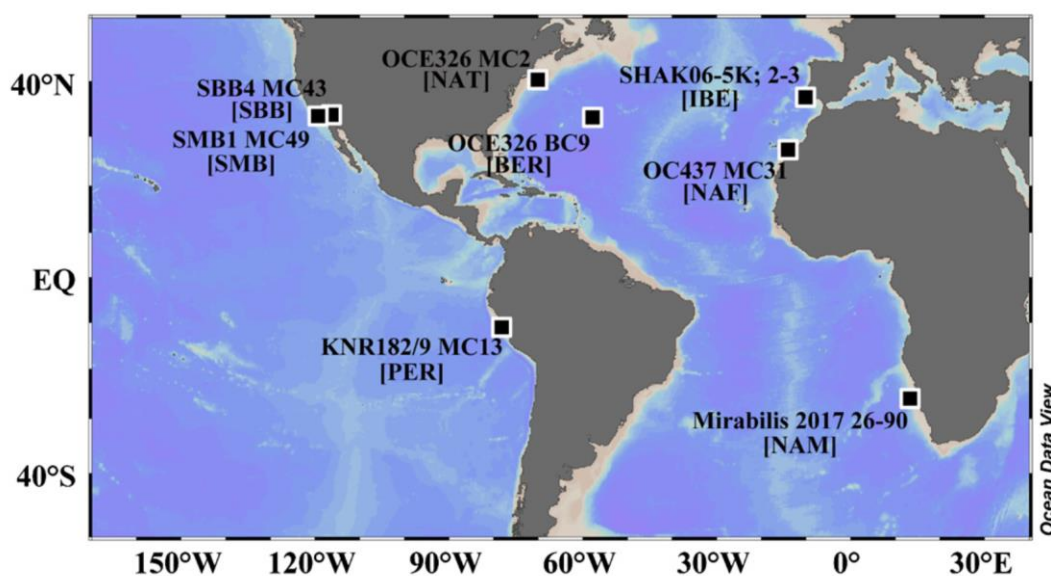 OCE326 MC2
[NAT]
SHAK06-5K; 2-3
[IBE]
SBB4 MC43
[SBB]
SMB1 MC49
[SMB]
OCE326 BC9
[BER]
OC437 MC31
[NAF]
KNR182/9 MC13
[PER]
Mirabilis 2017 26-90
[NAM]
40°N
EQ
40°S
150°W
120°W
90°W
60°W
30°W
0°
30°E
Ocean Data View